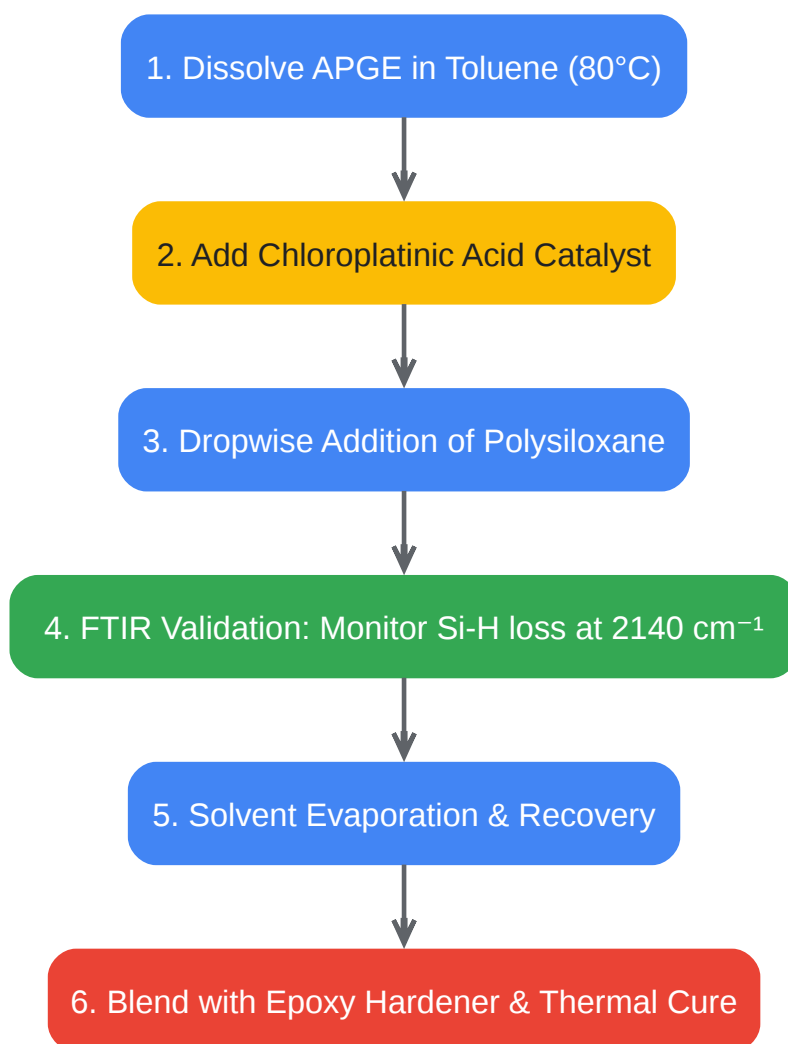 1. Dissolve APGE in Toluene (80°C)
2. Add Chloroplatinic Acid Catalyst
3. Dropwise Addition of Polysiloxane
4. FTIR Validation: Monitor Si-H loss at 2140 cm⁻¹
5. Solvent Evaporation & Recovery
6. Blend with Epoxy Hardener & Thermal Cure